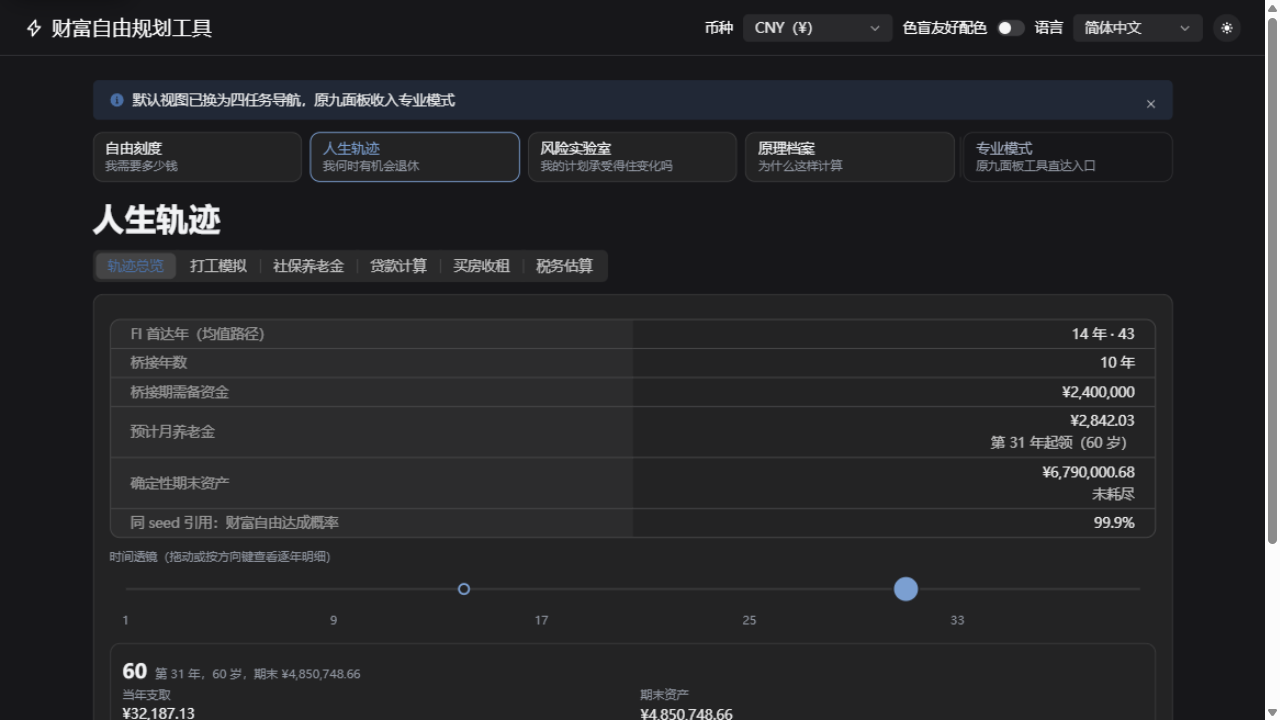 财富自由规划工具
币种 CNY (¥) 色盲友好配色 语言 简体中文
默认视图已换为四任务导航，原九面板收入专业模式
自由刻度
我需要多少钱
人生轨迹
我何时有机会退休
风险实验室
我的计划承受得住变化吗
原理档案
为什么这样计算
专业模式
原九面板工具直达入口
人生轨迹
轨迹总览 打工模拟 社保养老金 贷款计算 买房收租 税务估算
FI 首达年（均值路径） 14 年 · 43
桥接年数 10 年
桥接期需备资金 ¥2,400,000
预计月养老金 ¥2,842.03
第 31 年起领（60 岁）
确定性期末资产 ¥6,790,000.68
未耗尽
同 seed 引用：财富自由达成概率 99.9%
时间透镜（拖动或按方向键查看逐年明细）
1 9 17 25 33
60 第 31 年，60 岁，期末 ¥4,850,748.66
当年支取 期末资产
¥32,187.13 ¥4,850,748.66